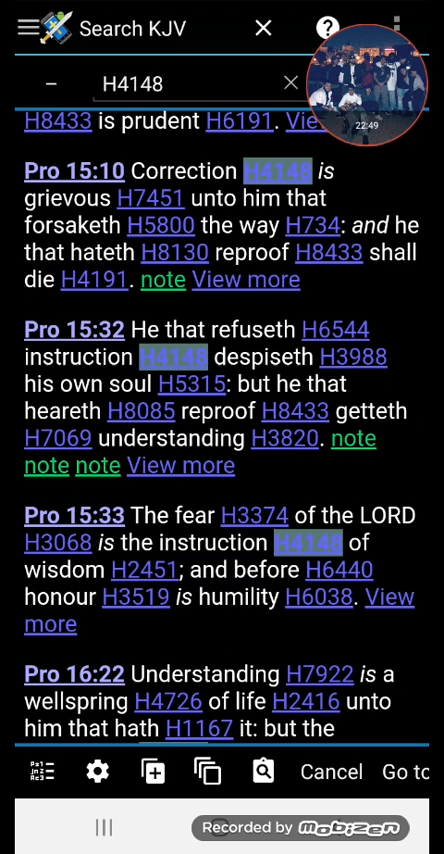 Search KJV
H4148
22:49
H8433 is prudent H6191.
Pro 15:10 Correction H4148 is
grievous H7451 unto him that
forsaketh H5800 the way H734: and he
that hateth H8130 reproof H8433 shall
die H4191. note View more
Pro 15:32 He that refuseth H6544
instruction H4148 despiseth H3988
his own soul H5315: but he that
heareth H8085 reproof H8433 getteth
H7069 understanding H3820. note
note note View more
Pro 15:33 The fear H3374 of the LORD
H3068 is the instruction H4148 of
wisdom H2451; and before H6440
honour H3519 is humility H6038. View
more
Pro 16:22 Understanding H7922 is a
wellspring H4726 of life H2416 unto
him that hath H1167 it: but the
Cancel Go to
Recorded by Mobizen